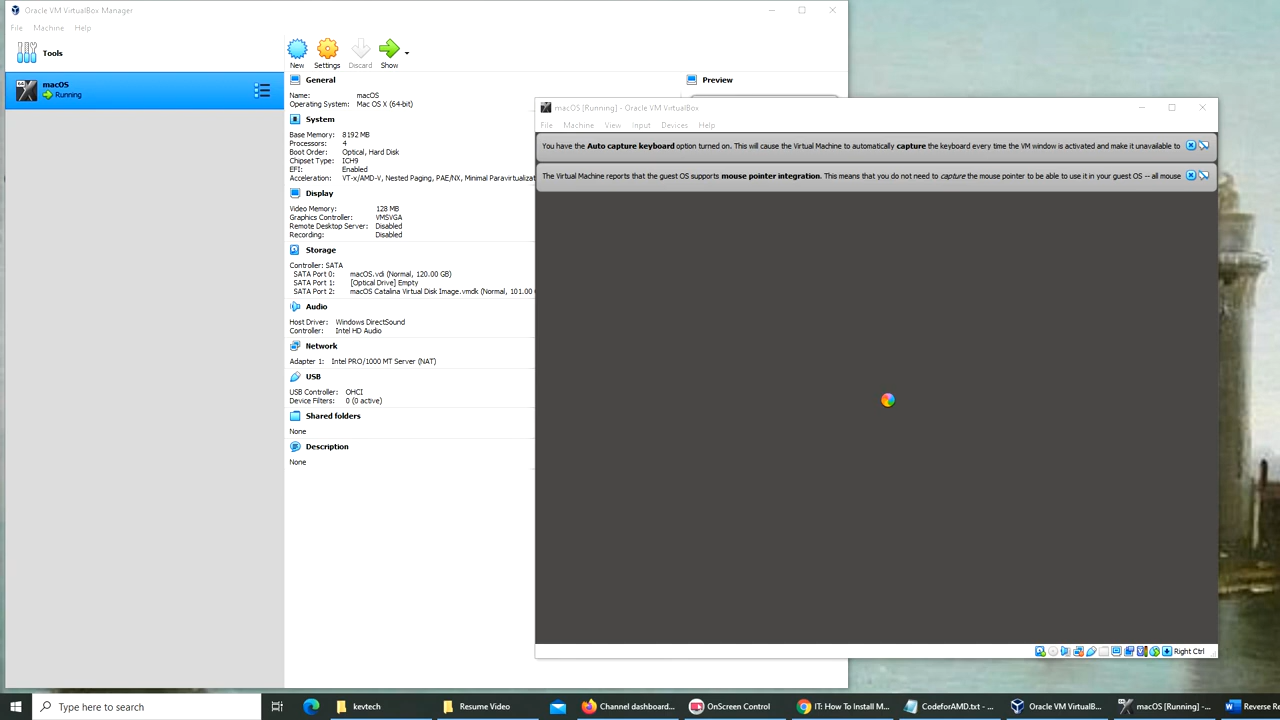 Oracle VM VirtualBox Manager
File Machine Help
Tools
New Settings Discard Show
64
macOS
Running
General
Name: macOS
Operating System: Mac OS X (64-bit)
System
Base Memory: 8192 MB
Processors: 4
Boot Order: Optical, Hard Disk
Chipset Type: ICH9
EFI: Enabled
Acceleration: VT-x/AMD-V, Nested Paging, PAE/NX, Minimal Paravirtualizat
Display
Video Memory: 128 MB
Graphics Controller: VMSVGA
Remote Desktop Server: Disabled
Recording: Disabled
Storage
Controller: SATA
SATA Port 0: macOS.vdi (Normal, 120.00 GB)
SATA Port 1: [Optical Drive] Empty
SATA Port 2: macOS Catalina Virtual Disk Image.vmdk (Normal, 101.00
Audio
Host Driver: Windows DirectSound
Controller: Intel HD Audio
Network
Adapter 1: Intel PRO/1000 MT Server (NAT)
USB
USB Controller: OHCI
Device Filters: 0 (0 active)
Shared folders
None
Description
None
Preview
macOS [Running] - Oracle VM VirtualBox
File Machine View Input Devices Help
You have the Auto capture keyboard option turned on. This will cause the Virtual Machine to automatically capture the keyboard every time the VM window is activated and make it unavailable to
The Virtual Machine reports that the guest OS supports mouse pointer integration. This means that you do not need to capture the mouse pointer to be able to use it in your guest OS -- all mouse
Right Ctrl
Type here to search
kevtech
Resume Video
Channel dashboard...
OnScreen Control
IT: How To Install M...
CodeforAMD.txt - ...
Oracle VM VirtualB...
macOS [Running] - ...
Reverse R